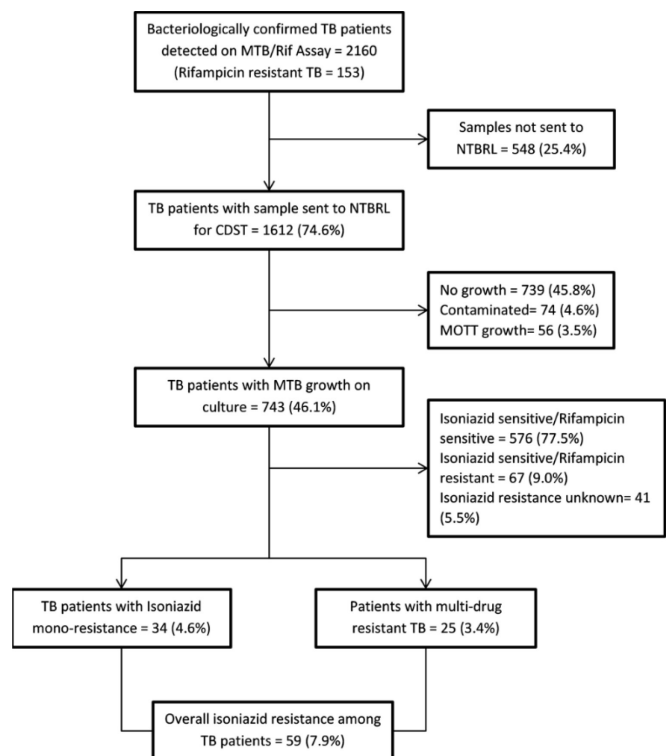 Bacteriologically confirmed TB patients
detected on MTB/Rif Assay = 2160
(Rifampicin resistant TB = 153)
Samples not sent to
NTBRL = 548 (25.4%)
TB patients with sample sent to NTBRL
for CDST = 1612 (74.6%)
No growth = 739 (45.8%)
Contaminated= 74 (4.6%)
MOTT growth= 56 (3.5%)
TB patients with MTB growth on
culture = 743 (46.1%)
Isoniazid sensitive/Rifampicin
sensitive = 576 (77.5%)
Isoniazid sensitive/Rifampicin
resistant = 67 (9.0%)
Isoniazid resistance unknown= 41
(5.5%)
TB patients with Isoniazid
mono-resistance = 34 (4.6%)
Patients with multi-drug
resistant TB = 25 (3.4%)
Overall isoniazid resistance among
TB patients = 59 (7.9%)